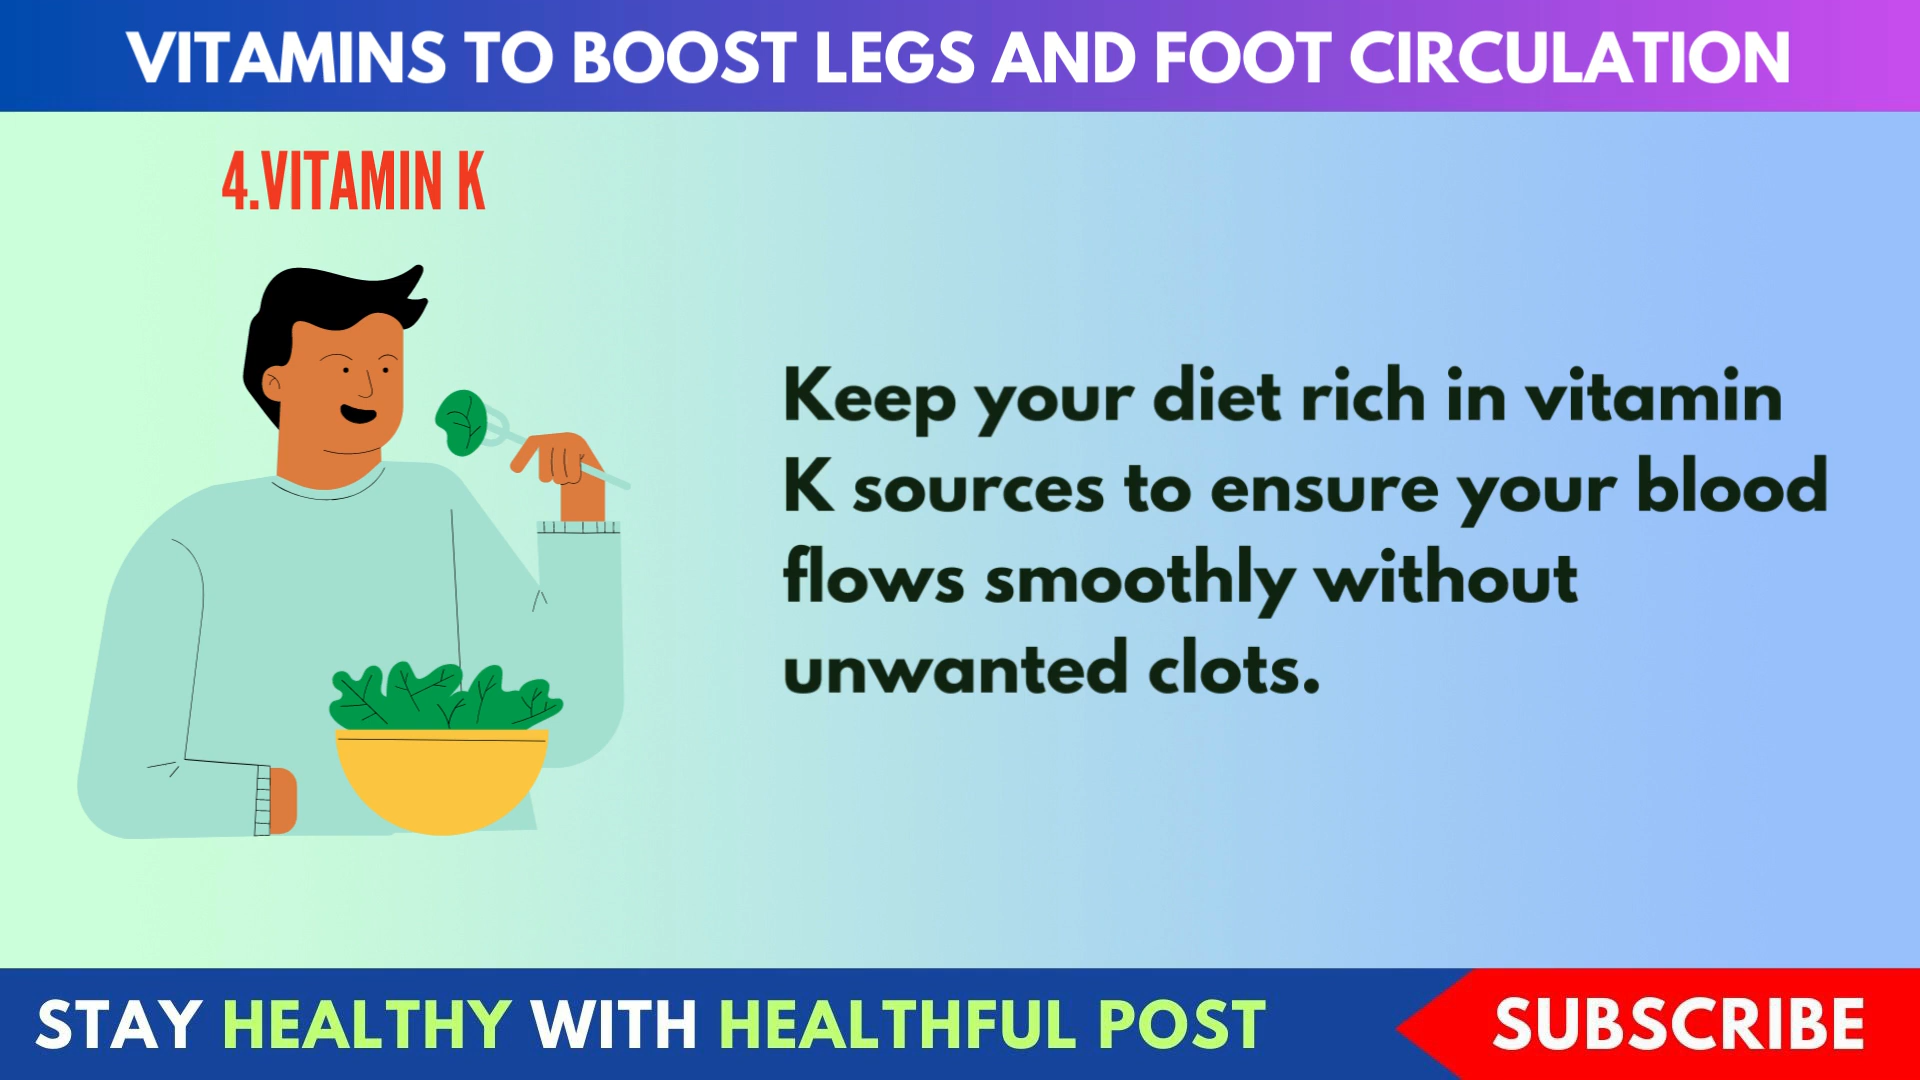 VITAMINS TO BOOST LEGS AND FOOT CIRCULATION
4.VITAMIN K
Keep your diet rich in vitamin
K sources to ensure your blood
flows smoothly without
unwanted clots.
STAY HEALTHY WITH HEALTHFUL POST
SUBSCRIBE